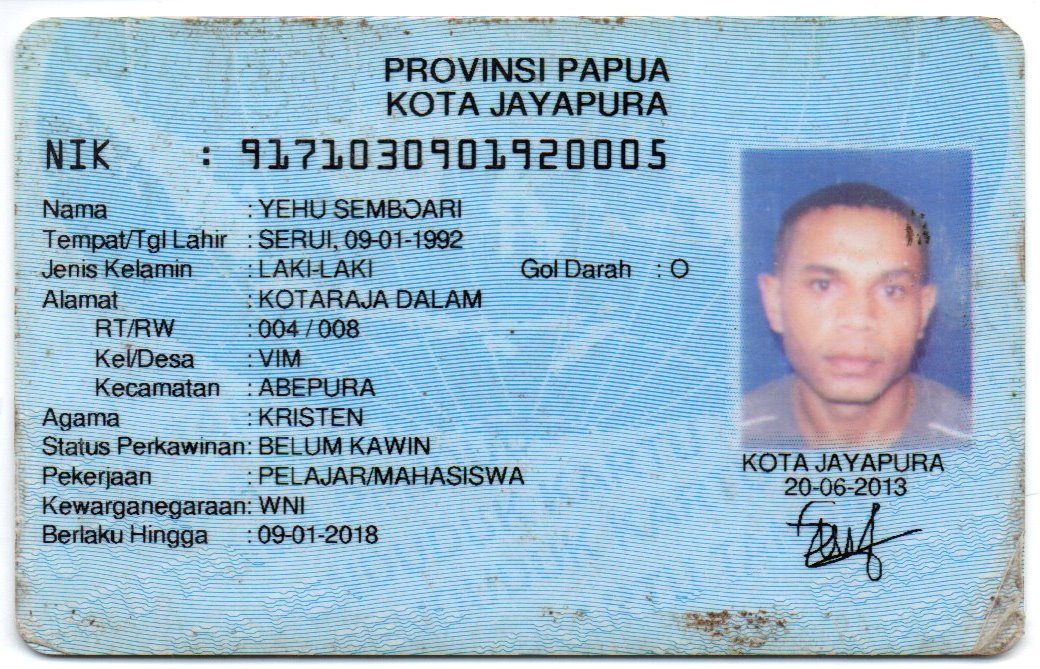 PROVINSI PAPUA
KOTA JAYAPURA
NIK : 9171030901920005
Nama : YEHU SEMBOARI
Tempat/Tgl Lahir : SERUI, 09-01-1992
Jenis Kelamin : LAKI-LAKI Gol Darah : O
Alamat : KOTARAJA DALAM
RT/RW : 004 / 008
Kel/Desa : VIM
Kecamatan : ABEPURA
Agama : KRISTEN
Status Perkawinan: BELUM KAWIN
Pekerjaan : PELAJAR/MAHASISWA
Kewarganegaraan: WNI
Berlaku Hingga : 09-01-2018
KOTA JAYAPURA
20-06-2013